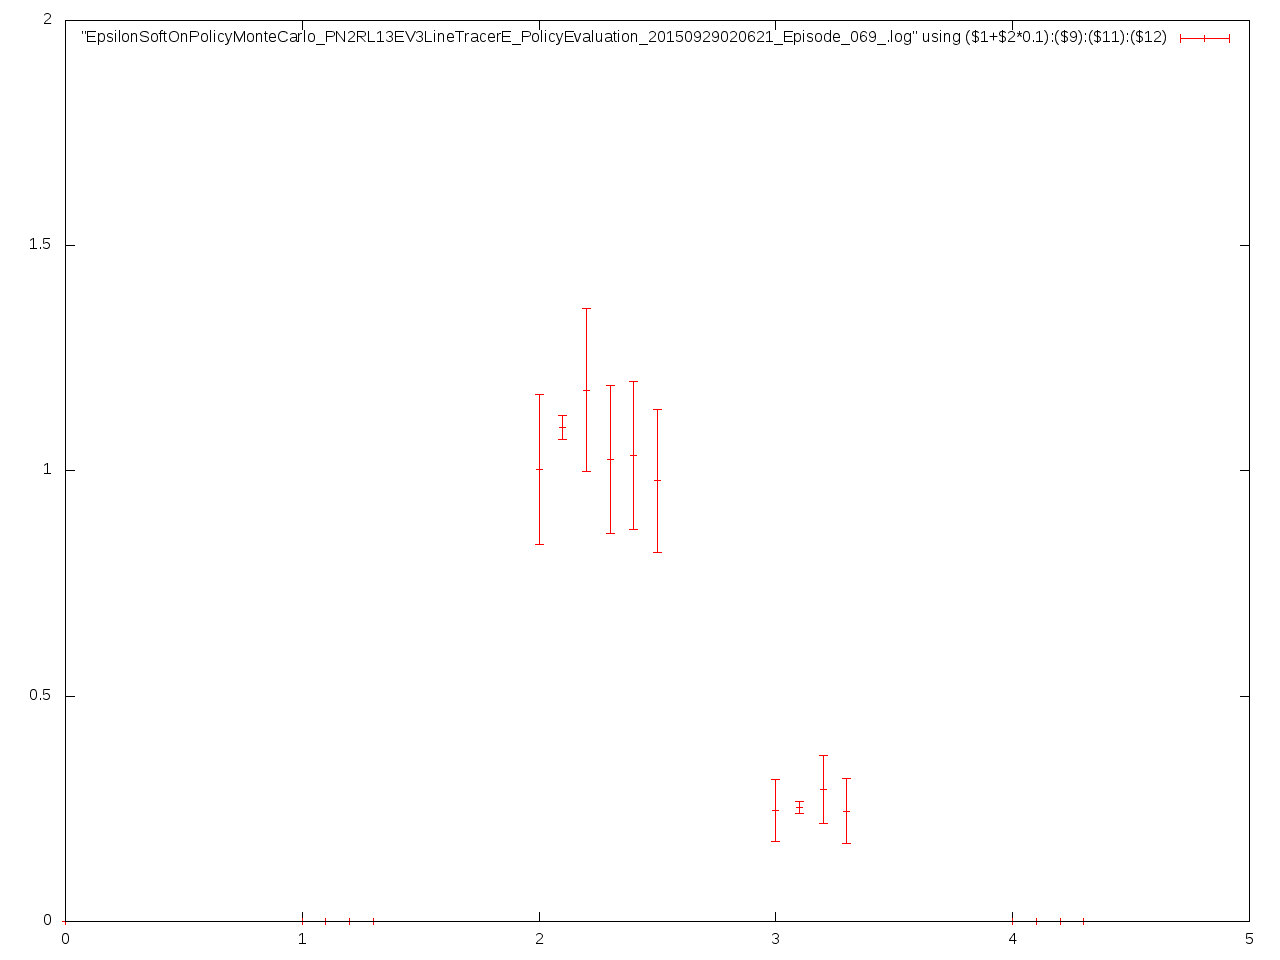 2
"EpsilonSoftOnPolicyMonteCarlo_PN2RL13EV3LineTracerE_PolicyEvaluation_20150929020621_Episode_069_.log" using ($1+$2*0.1):($9):($11):($12)
1.5
1
0.5
0
0 1 2 3 4 5